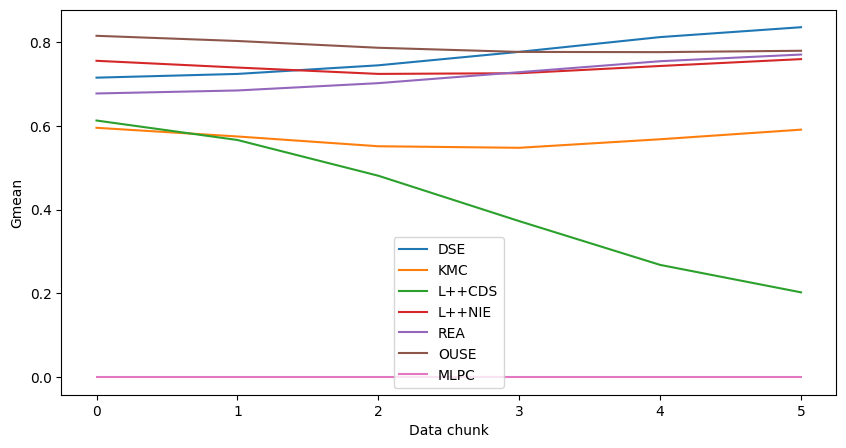 0.8
0.6
0.4
0.2
0.0
Gmean
DSE
KMC
L++CDS
L++NIE
REA
OUSE
MLPC
0 1 2 3 4 5
Data chunk